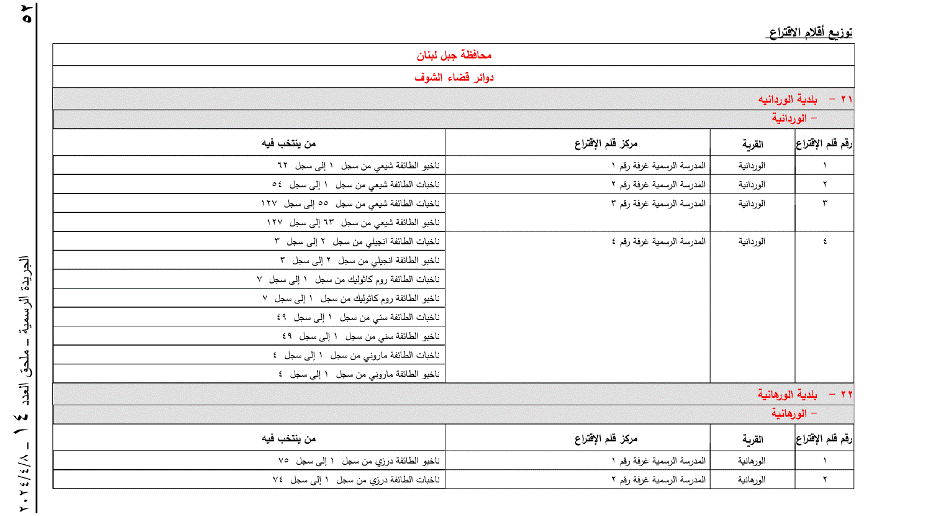 ٥٢
الجريدة الرسمية – ملحق العدد ١٤ – ٢٠٢٤/٤/٨
توزيع أقلام الاقتراع
محافظة جبل لبنان
دوائر قضاء الشوف
٢١ – بلدية الوردانيه
– الوردانية
رقم قلم الإقتراع القرية مركز قلم الإقتراع من ينتخب فيه
١ الوردانية المدرسة الرسمية غرفة رقم ١ ناخبو الطائفة شيعي من سجل ١ إلى سجل ٦٢
٢ الوردانية المدرسة الرسمية غرفة رقم ٢ ناخبات الطائفة شيعي من سجل ١ إلى سجل ٥٤
٣ الوردانية المدرسة الرسمية غرفة رقم ٣ ناخبات الطائفة شيعي من سجل ٥٥ إلى سجل ١٢٧
ناخبو الطائفة شيعي من سجل ٦٣ إلى سجل ١٢٧
٤ الوردانية المدرسة الرسمية غرفة رقم ٤ ناخبات الطائفة انجيلي من سجل ٢ إلى سجل ٣
ناخبو الطائفة انجيلي من سجل ٢ إلى سجل ٣
ناخبات الطائفة روم كاثوليك من سجل ١ إلى سجل ٧
ناخبو الطائفة روم كاثوليك من سجل ١ إلى سجل ٧
ناخبات الطائفة سني من سجل ١ إلى سجل ٤٩
ناخبو الطائفة سني من سجل ١ إلى سجل ٤٩
ناخبات الطائفة ماروني من سجل ١ إلى سجل ٤
ناخبو الطائفة ماروني من سجل ١ إلى سجل ٤
٢٢ – بلدية الورهانية
– الورهانية
رقم قلم الإقتراع القرية مركز قلم الإقتراع من ينتخب فيه
١ الورهانية المدرسة الرسمية غرفة رقم ١ ناخبو الطائفة درزي من سجل ١ إلى سجل ٧٥
٢ الورهانية المدرسة الرسمية غرفة رقم ٢ ناخبات الطائفة درزي من سجل ١ إلى سجل ٧٤